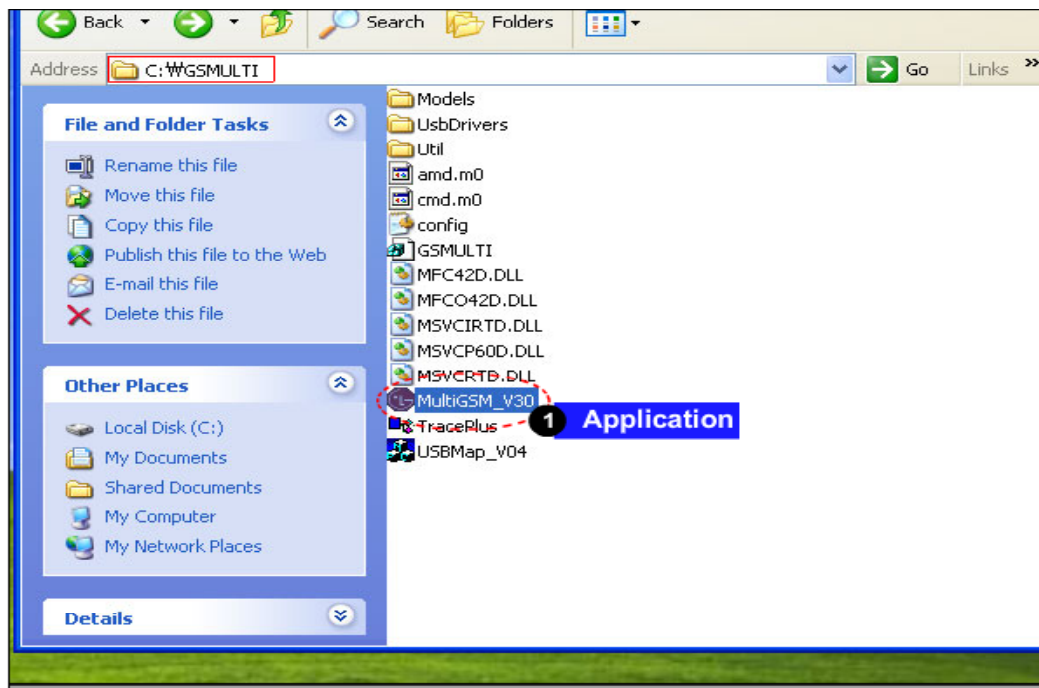 Back Search Folders
Address C:₩GSMULTI Go Links »
File and Folder Tasks
Rename this file
Move this file
Copy this file
Publish this file to the Web
E-mail this file
Delete this file
Other Places
Local Disk (C:)
My Documents
Shared Documents
My Computer
My Network Places
Details
Models
UsbDrivers
Util
amd.m0
cmd.m0
config
GSMULTI
MFC42D.DLL
MFCO42D.DLL
MSVCIRTD.DLL
MSVCP60D.DLL
MSVCRTD.DLL
MultiGSM_V30
1 Application
TracePlus
USBMap_V04